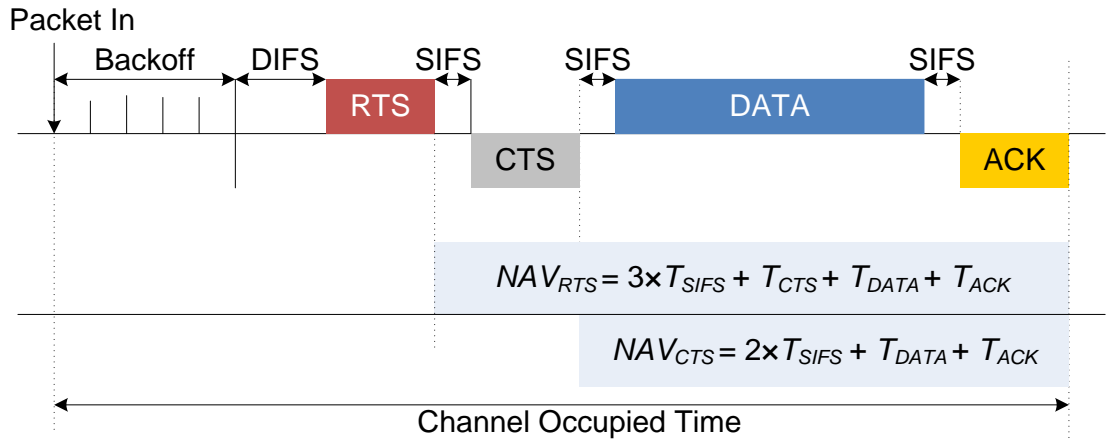 Packet In
Backoff DIFS SIFS SIFS SIFS
RTS DATA
CTS ACK
NAV_RTS = 3×T_SIFS + T_CTS + T_DATA + T_ACK
NAV_CTS = 2×T_SIFS + T_DATA + T_ACK
Channel Occupied Time